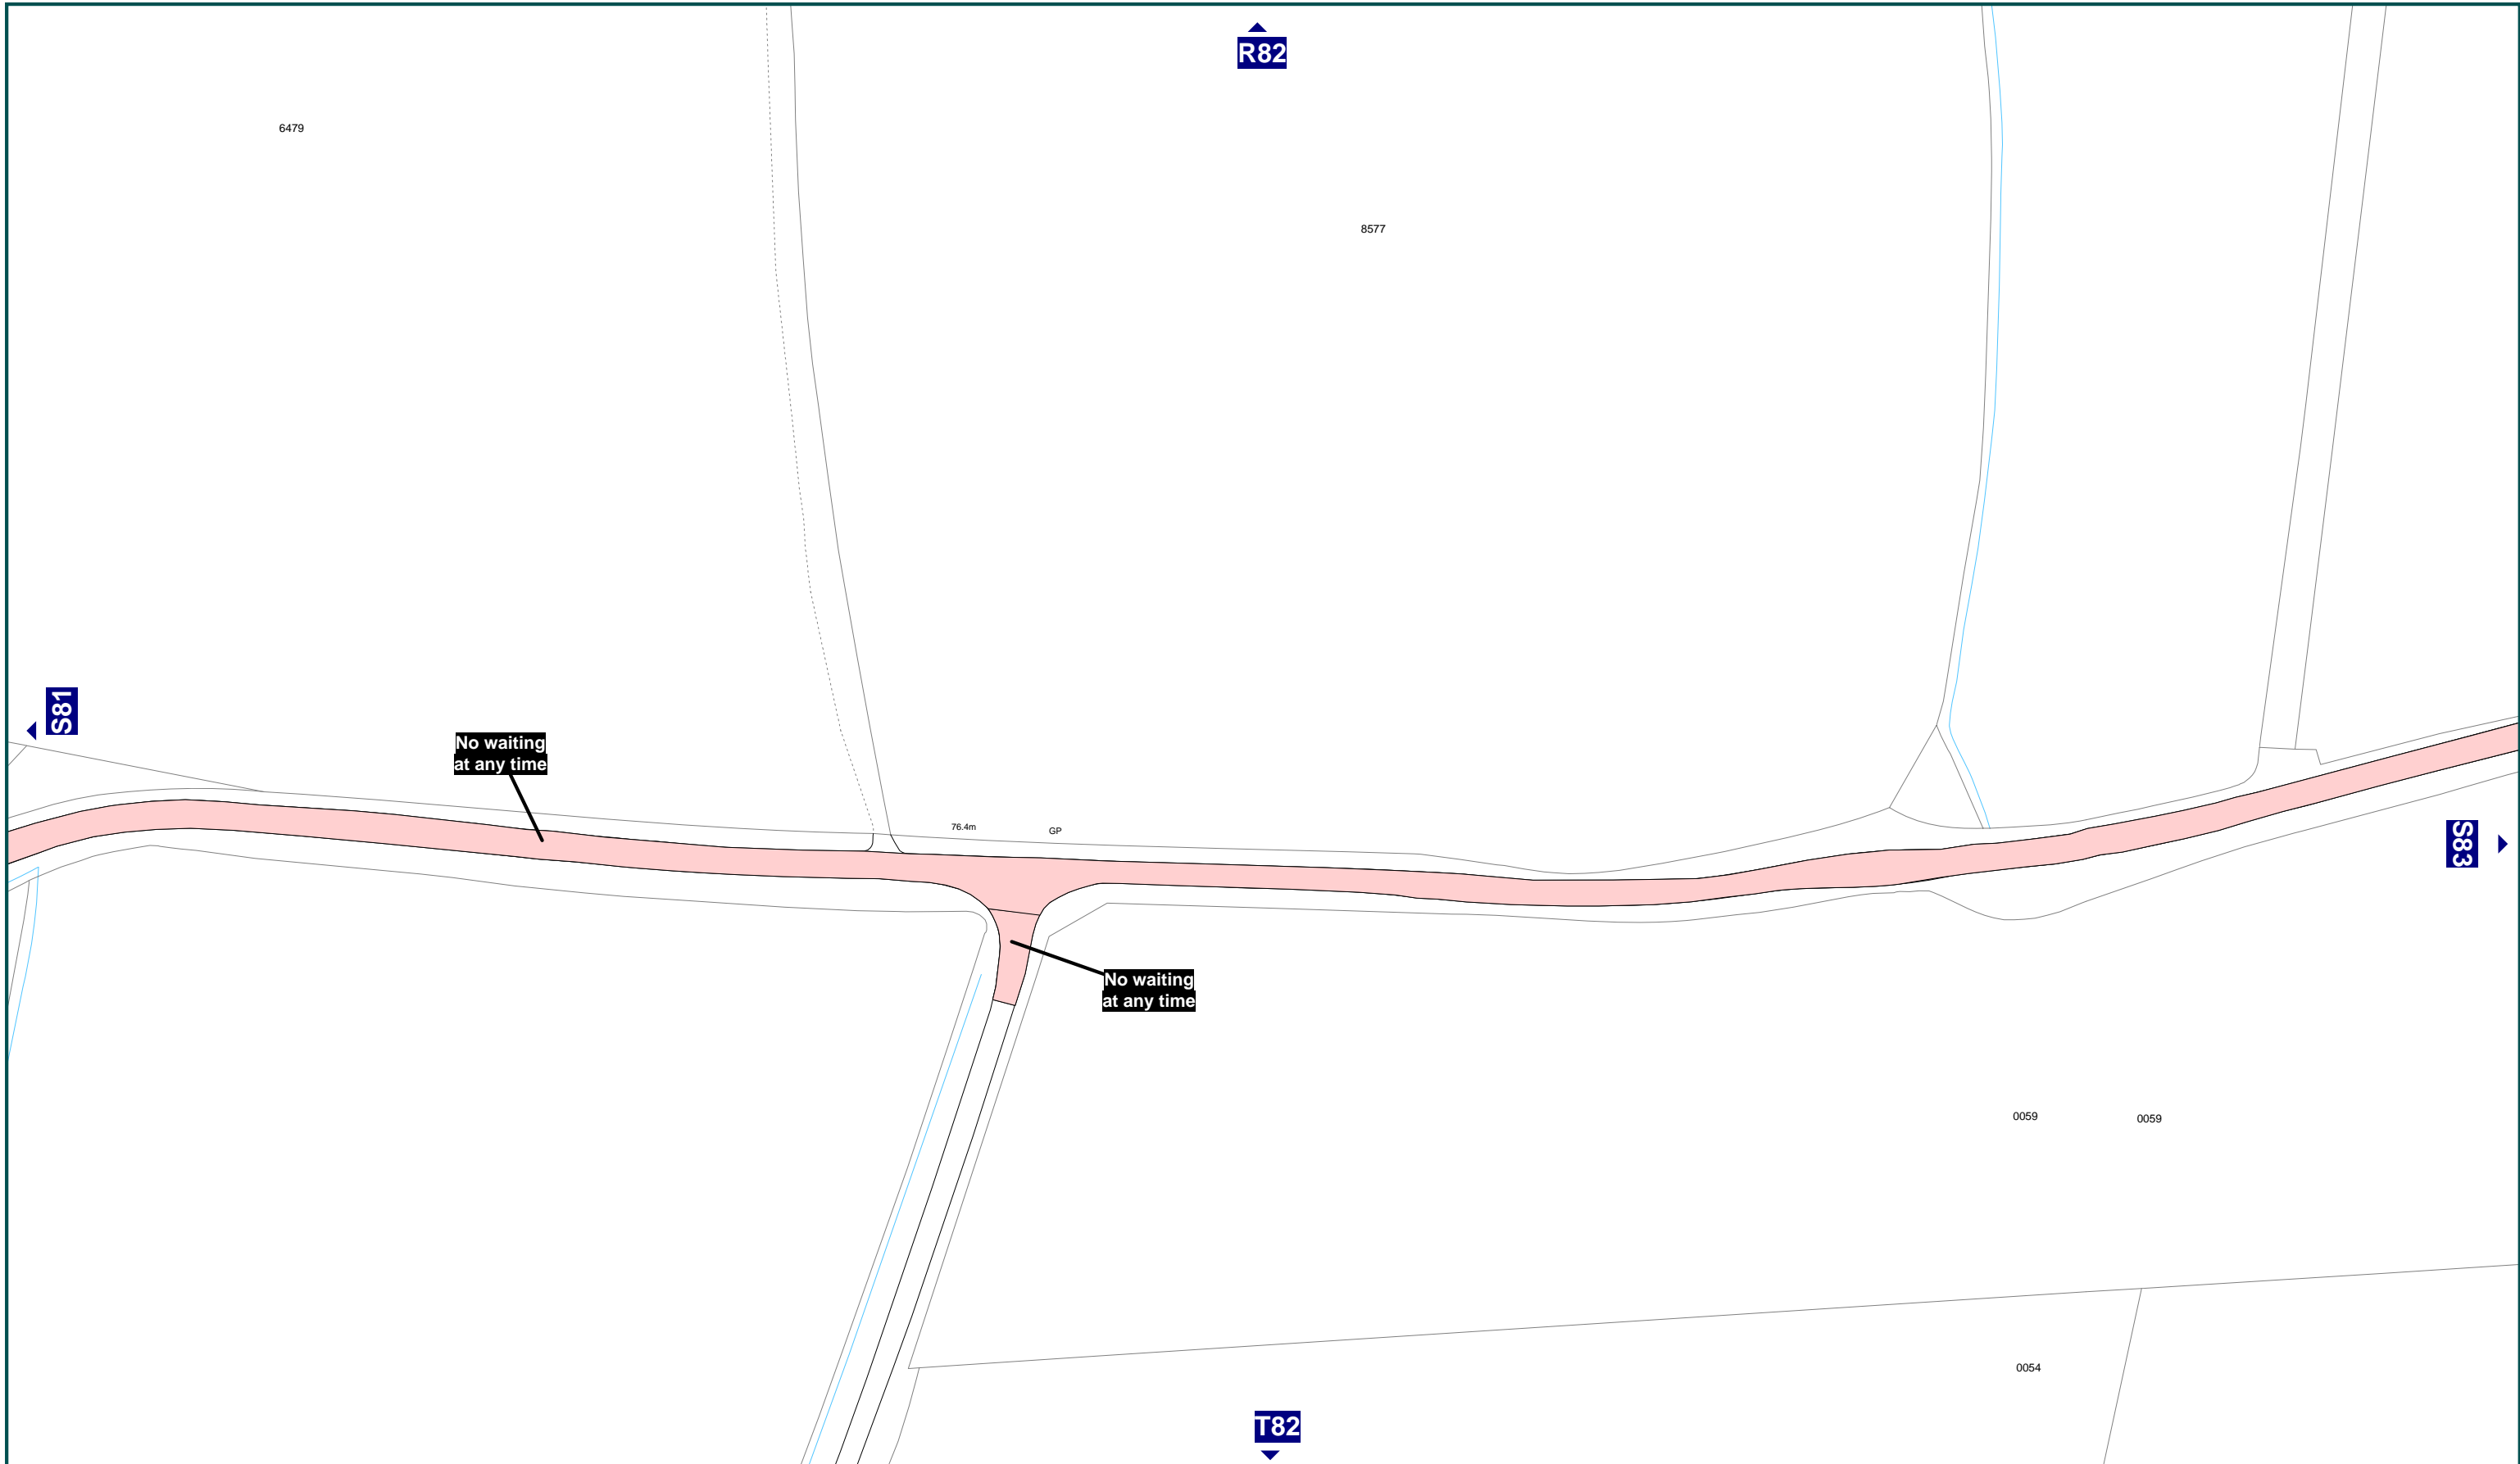 R82
6479
8577
S81
No waiting
at any time
76.4m
GP
S83
No waiting
at any time
0059
0059
0054
T82